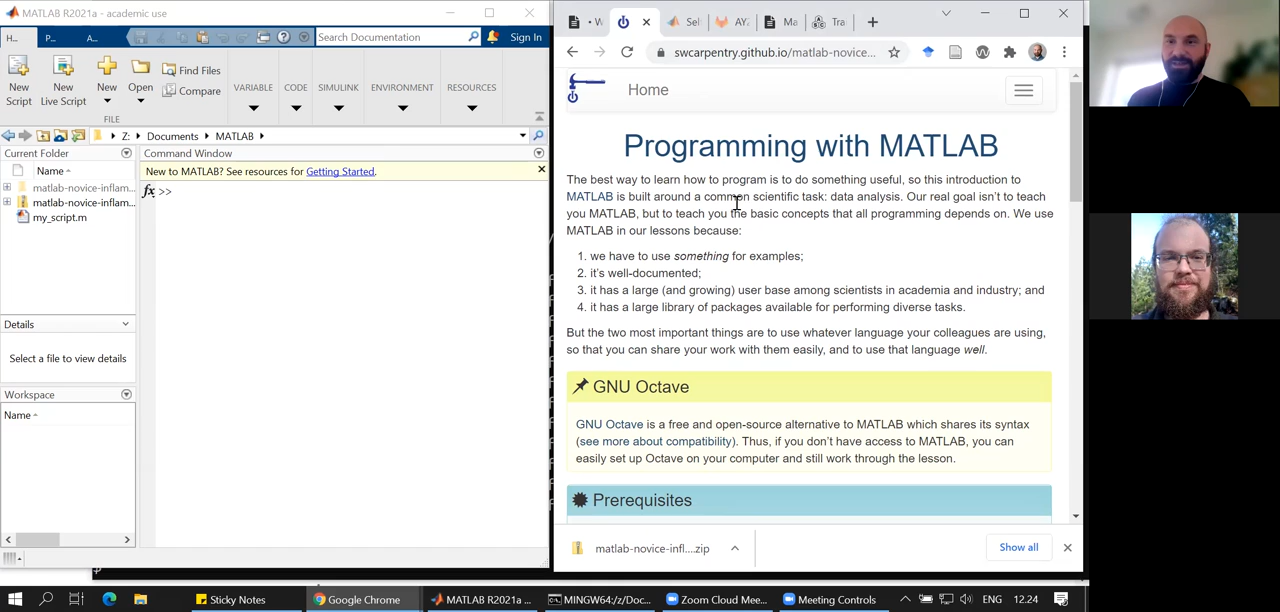 MATLAB R2021a - academic use
H...
P...
A...
Search Documentation
Sign In
New
Script
New
Live Script
New
Open
Find Files
Compare
FILE
VARIABLE
CODE
SIMULINK
ENVIRONMENT
RESOURCES
Z:
Documents
MATLAB
Current Folder
Name
matlab-novice-inflam...
matlab-novice-inflam...
my_script.m
Details
Select a file to view details
Workspace
Name
Command Window
New to MATLAB? See resources for Getting Started.
fx >>
• W
Sel
AY
Ma
Tra
swcarpentry.github.io/matlab-novice...
Home
Programming with MATLAB
The best way to learn how to program is to do something useful, so this introduction to
MATLAB is built around a common scientific task: data analysis. Our real goal isn't to teach
you MATLAB, but to teach you the basic concepts that all programming depends on. We use
MATLAB in our lessons because:
1. we have to use something for examples;
2. it's well-documented;
3. it has a large (and growing) user base among scientists in academia and industry; and
4. it has a large library of packages available for performing diverse tasks.
But the two most important things are to use whatever language your colleagues are using,
so that you can share your work with them easily, and to use that language well.
GNU Octave
GNU Octave is a free and open-source alternative to MATLAB which shares its syntax
(see more about compatibility). Thus, if you don't have access to MATLAB, you can
easily set up Octave on your computer and still work through the lesson.
Prerequisites
matlab-novice-infl....zip
Show all
Sticky Notes
Google Chrome
MATLAB R2021a ...
MINGW64:/z/Doc...
Zoom Cloud Mee...
Meeting Controls
ENG
12.24